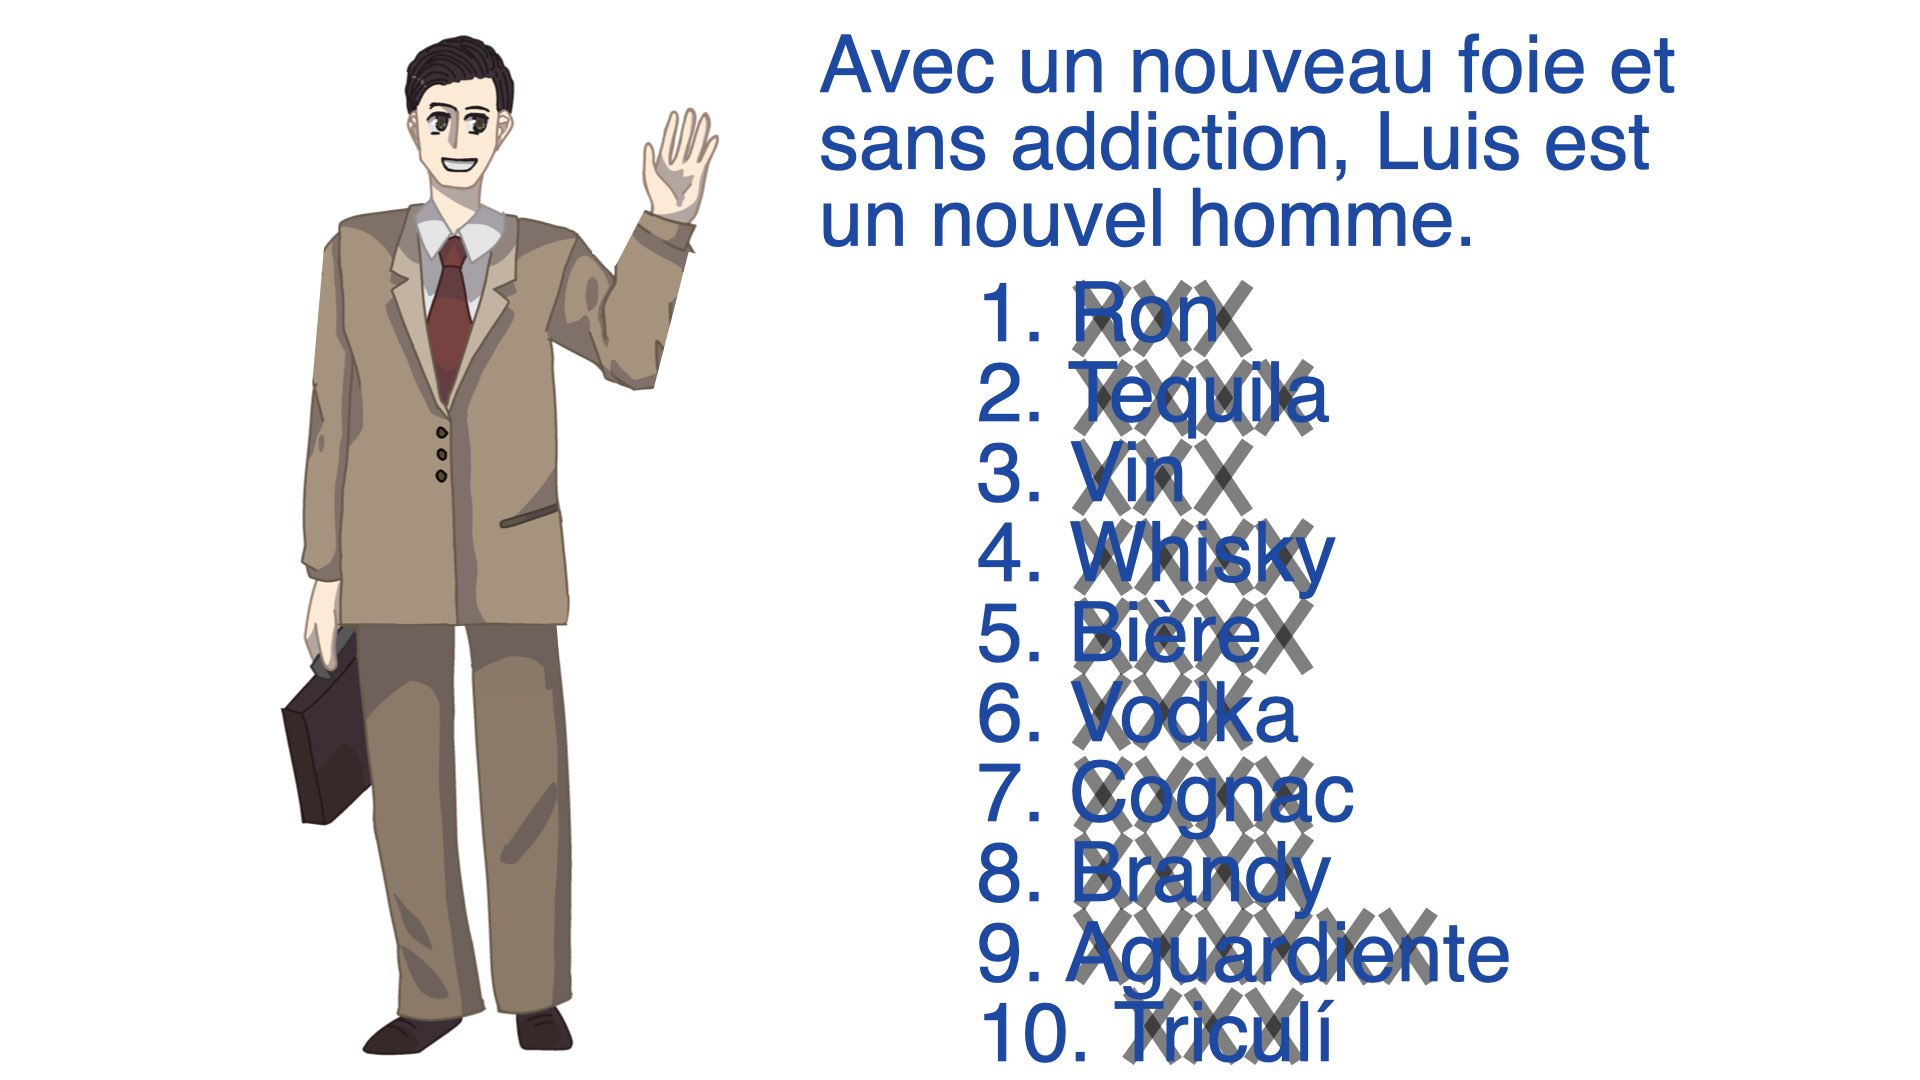 Avec un nouveau foie et
sans addiction, Luis est
un nouvel homme.
1. Ron
2. Tequila
3. Vin
4. Whisky
5. Bière
6. Vodka
7. Cognac
8. Brandy
9. Aguardiente
10. Triculí